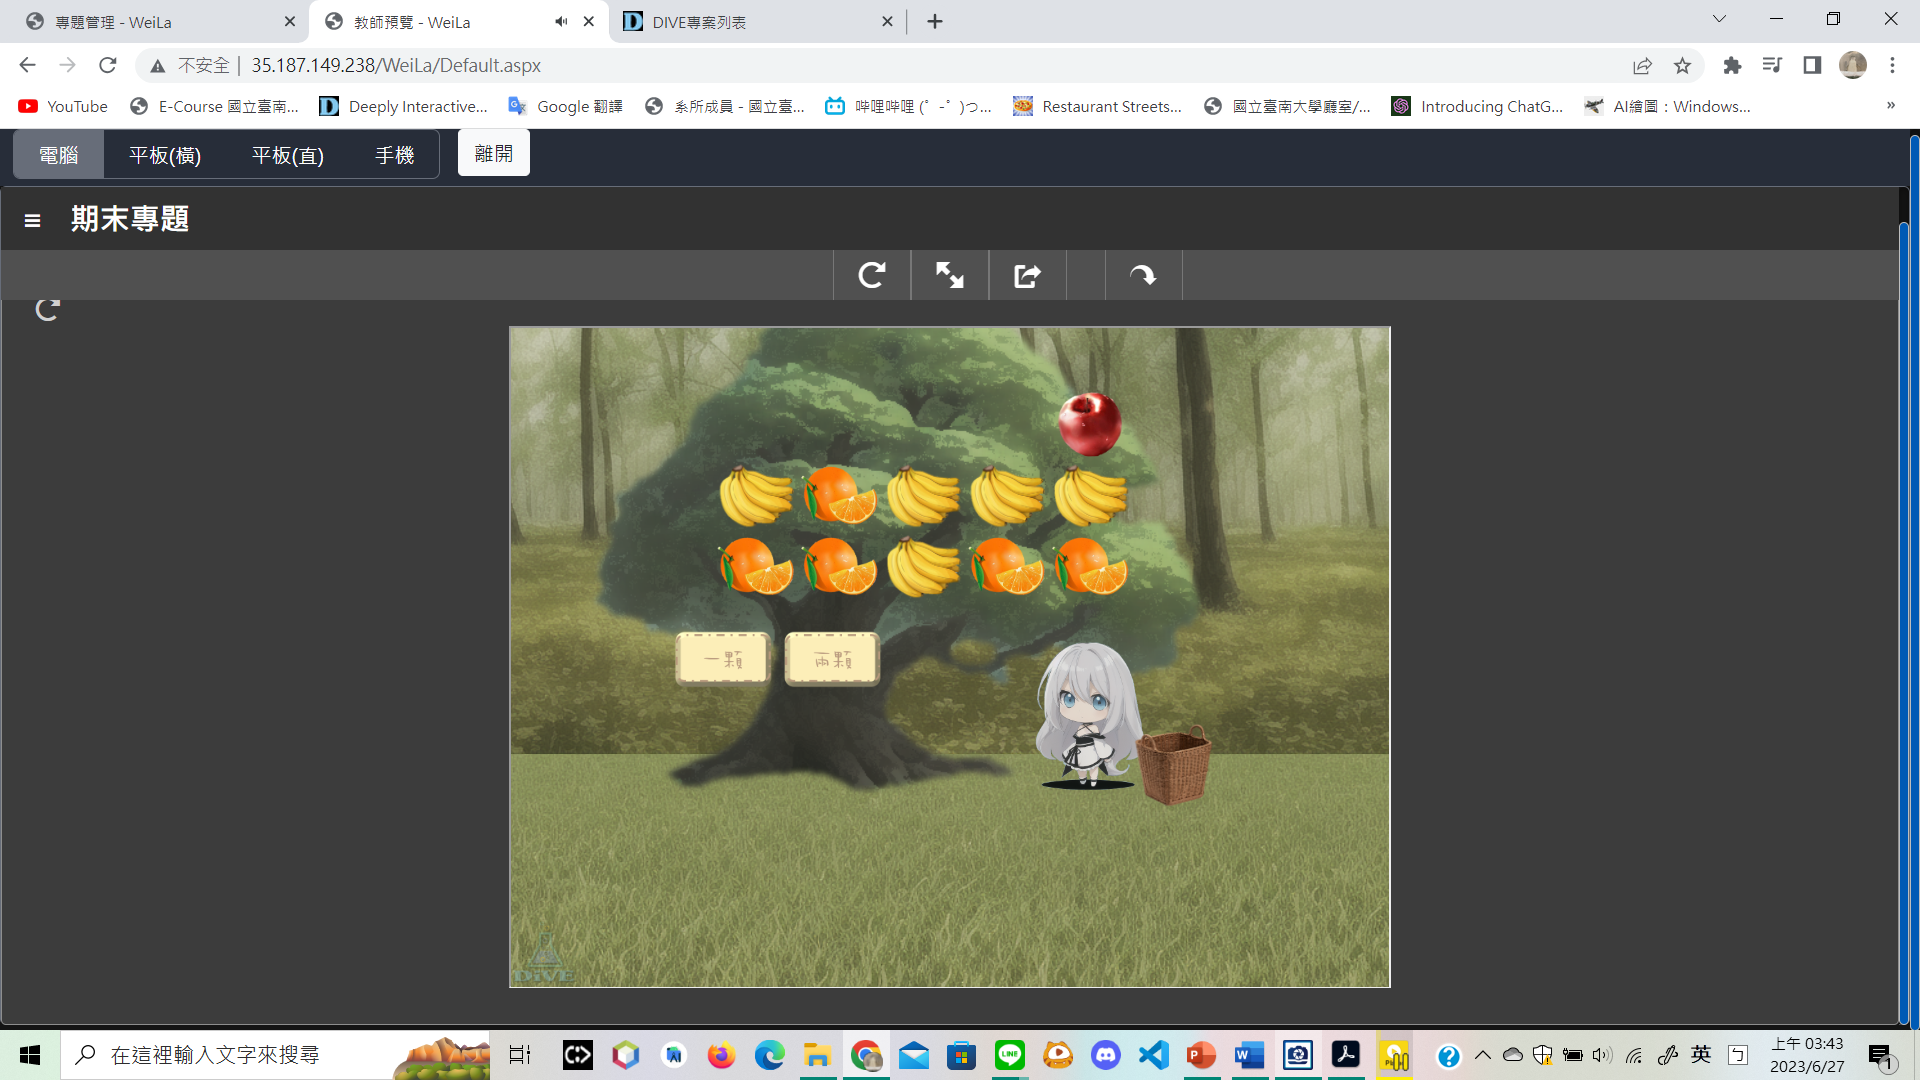 專題管理 - WeiLa
教師預覽 - WeiLa
DIVE專案列表
不安全 | 35.187.149.238/WeiLa/Default.aspx
YouTube
E-Course 國立臺南...
Deeply Interactive...
Google 翻譯
系所成員 - 國立臺...
哔哩哔哩 (゜-゜)つ...
Restaurant Streets...
國立臺南大學廳室/...
Introducing ChatG...
AI繪圖：Windows...
»
電腦
平板(橫)
平板(直)
手機
離開
期末專題
一顆
兩顆
DIVE
在這裡輸入文字來搜尋
英
ㄅ
上午 03:43
2023/6/27
1